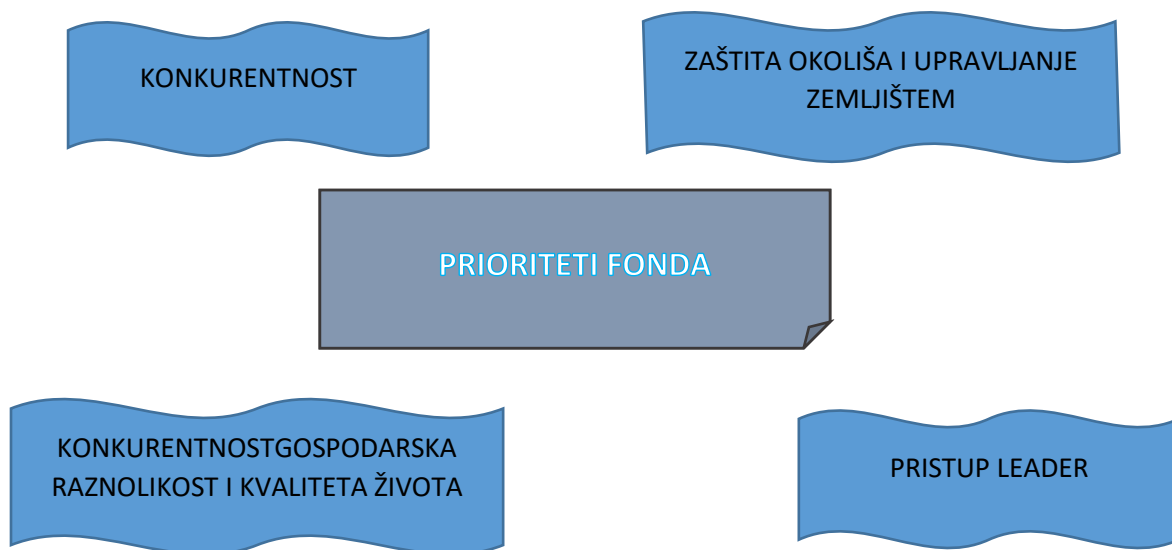 KONKURENTNOST
ZAŠTITA OKOLIŠA I UPRAVLJANJE
ZEMLJIŠTEM
PRIORITETI FONDA
KONKURENTNOSTGOSPODARSKA
RAZNOLIKOST I KVALITETA ŽIVOTA
PRISTUP LEADER